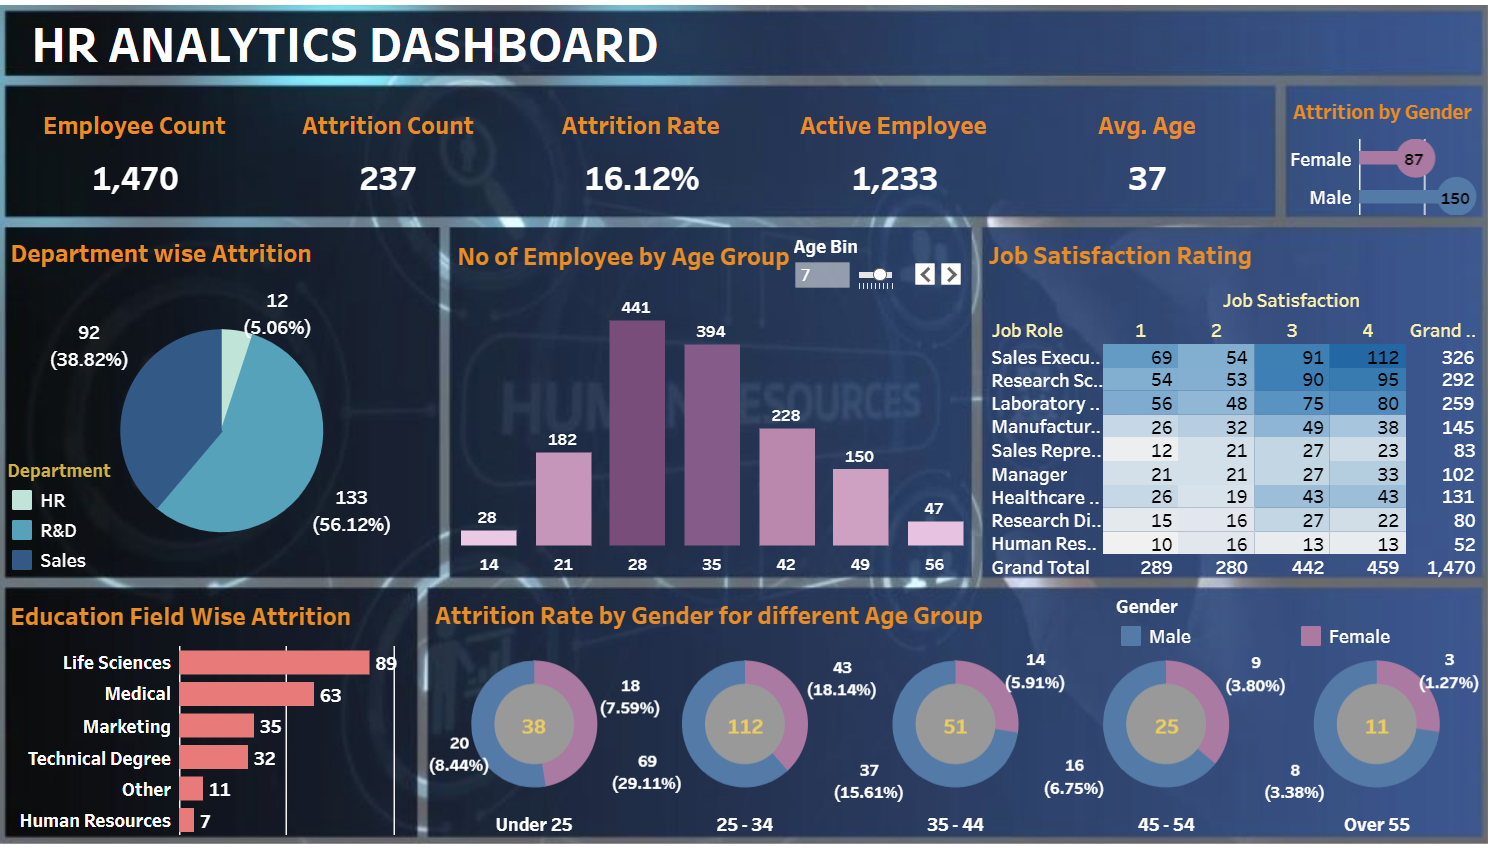 HR ANALYTICS DASHBOARD
Employee Count
1,470
Attrition Count
237
Attrition Rate
16.12%
Active Employee
1,233
Avg. Age
37
Attrition by Gender
Female 87
Male 150
Department wise Attrition
12
(5.06%)
92
(38.82%)
133
(56.12%)
Department
HR
R&D
Sales
No of Employee by Age Group
Age Bin
7
HUMAN RESOURCES
28 182 441 394 228 150 47
14 21 28 35 42 49 56
Job Satisfaction Rating
Job Satisfaction
Job Role 1 2 3 4 Grand ..
Sales Execu.. 69 54 91 112 326
Research Sc.. 54 53 90 95 292
Laboratory .. 56 48 75 80 259
Manufactur.. 26 32 49 38 145
Sales Repre.. 12 21 27 23 83
Manager 21 21 27 33 102
Healthcare .. 26 19 43 43 131
Research Di.. 15 16 27 22 80
Human Res.. 10 16 13 13 52
Grand Total 289 280 442 459 1,470
Education Field Wise Attrition
Life Sciences 89
Medical 63
Marketing 35
Technical Degree 32
Other 11
Human Resources 7
Attrition Rate by Gender for different Age Group
Gender
Male
Female
38
18
(7.59%)
20
(8.44%)
Under 25
112
43
(18.14%)
69
(29.11%)
25 - 34
51
14
(5.91%)
37
(15.61%)
35 - 44
25
9
(3.80%)
16
(6.75%)
45 - 54
11
3
(1.27%)
8
(3.38%)
Over 55